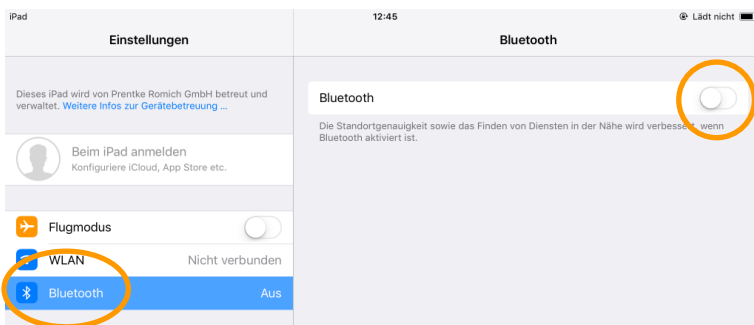 iPad 12:45 Lädt nicht
Einstellungen
Dieses iPad wird von Prentke Romich GmbH betreut und
verwaltet. Weitere Infos zur Gerätebetreuung ...
Beim iPad anmelden
Konfiguriere iCloud, App Store etc.
Flugmodus
WLAN Nicht verbunden
Bluetooth Aus
Bluetooth
Bluetooth
Die Standortgenauigkeit sowie das Finden von Diensten in der Nähe wird verbessert, wenn
Bluetooth aktiviert ist.